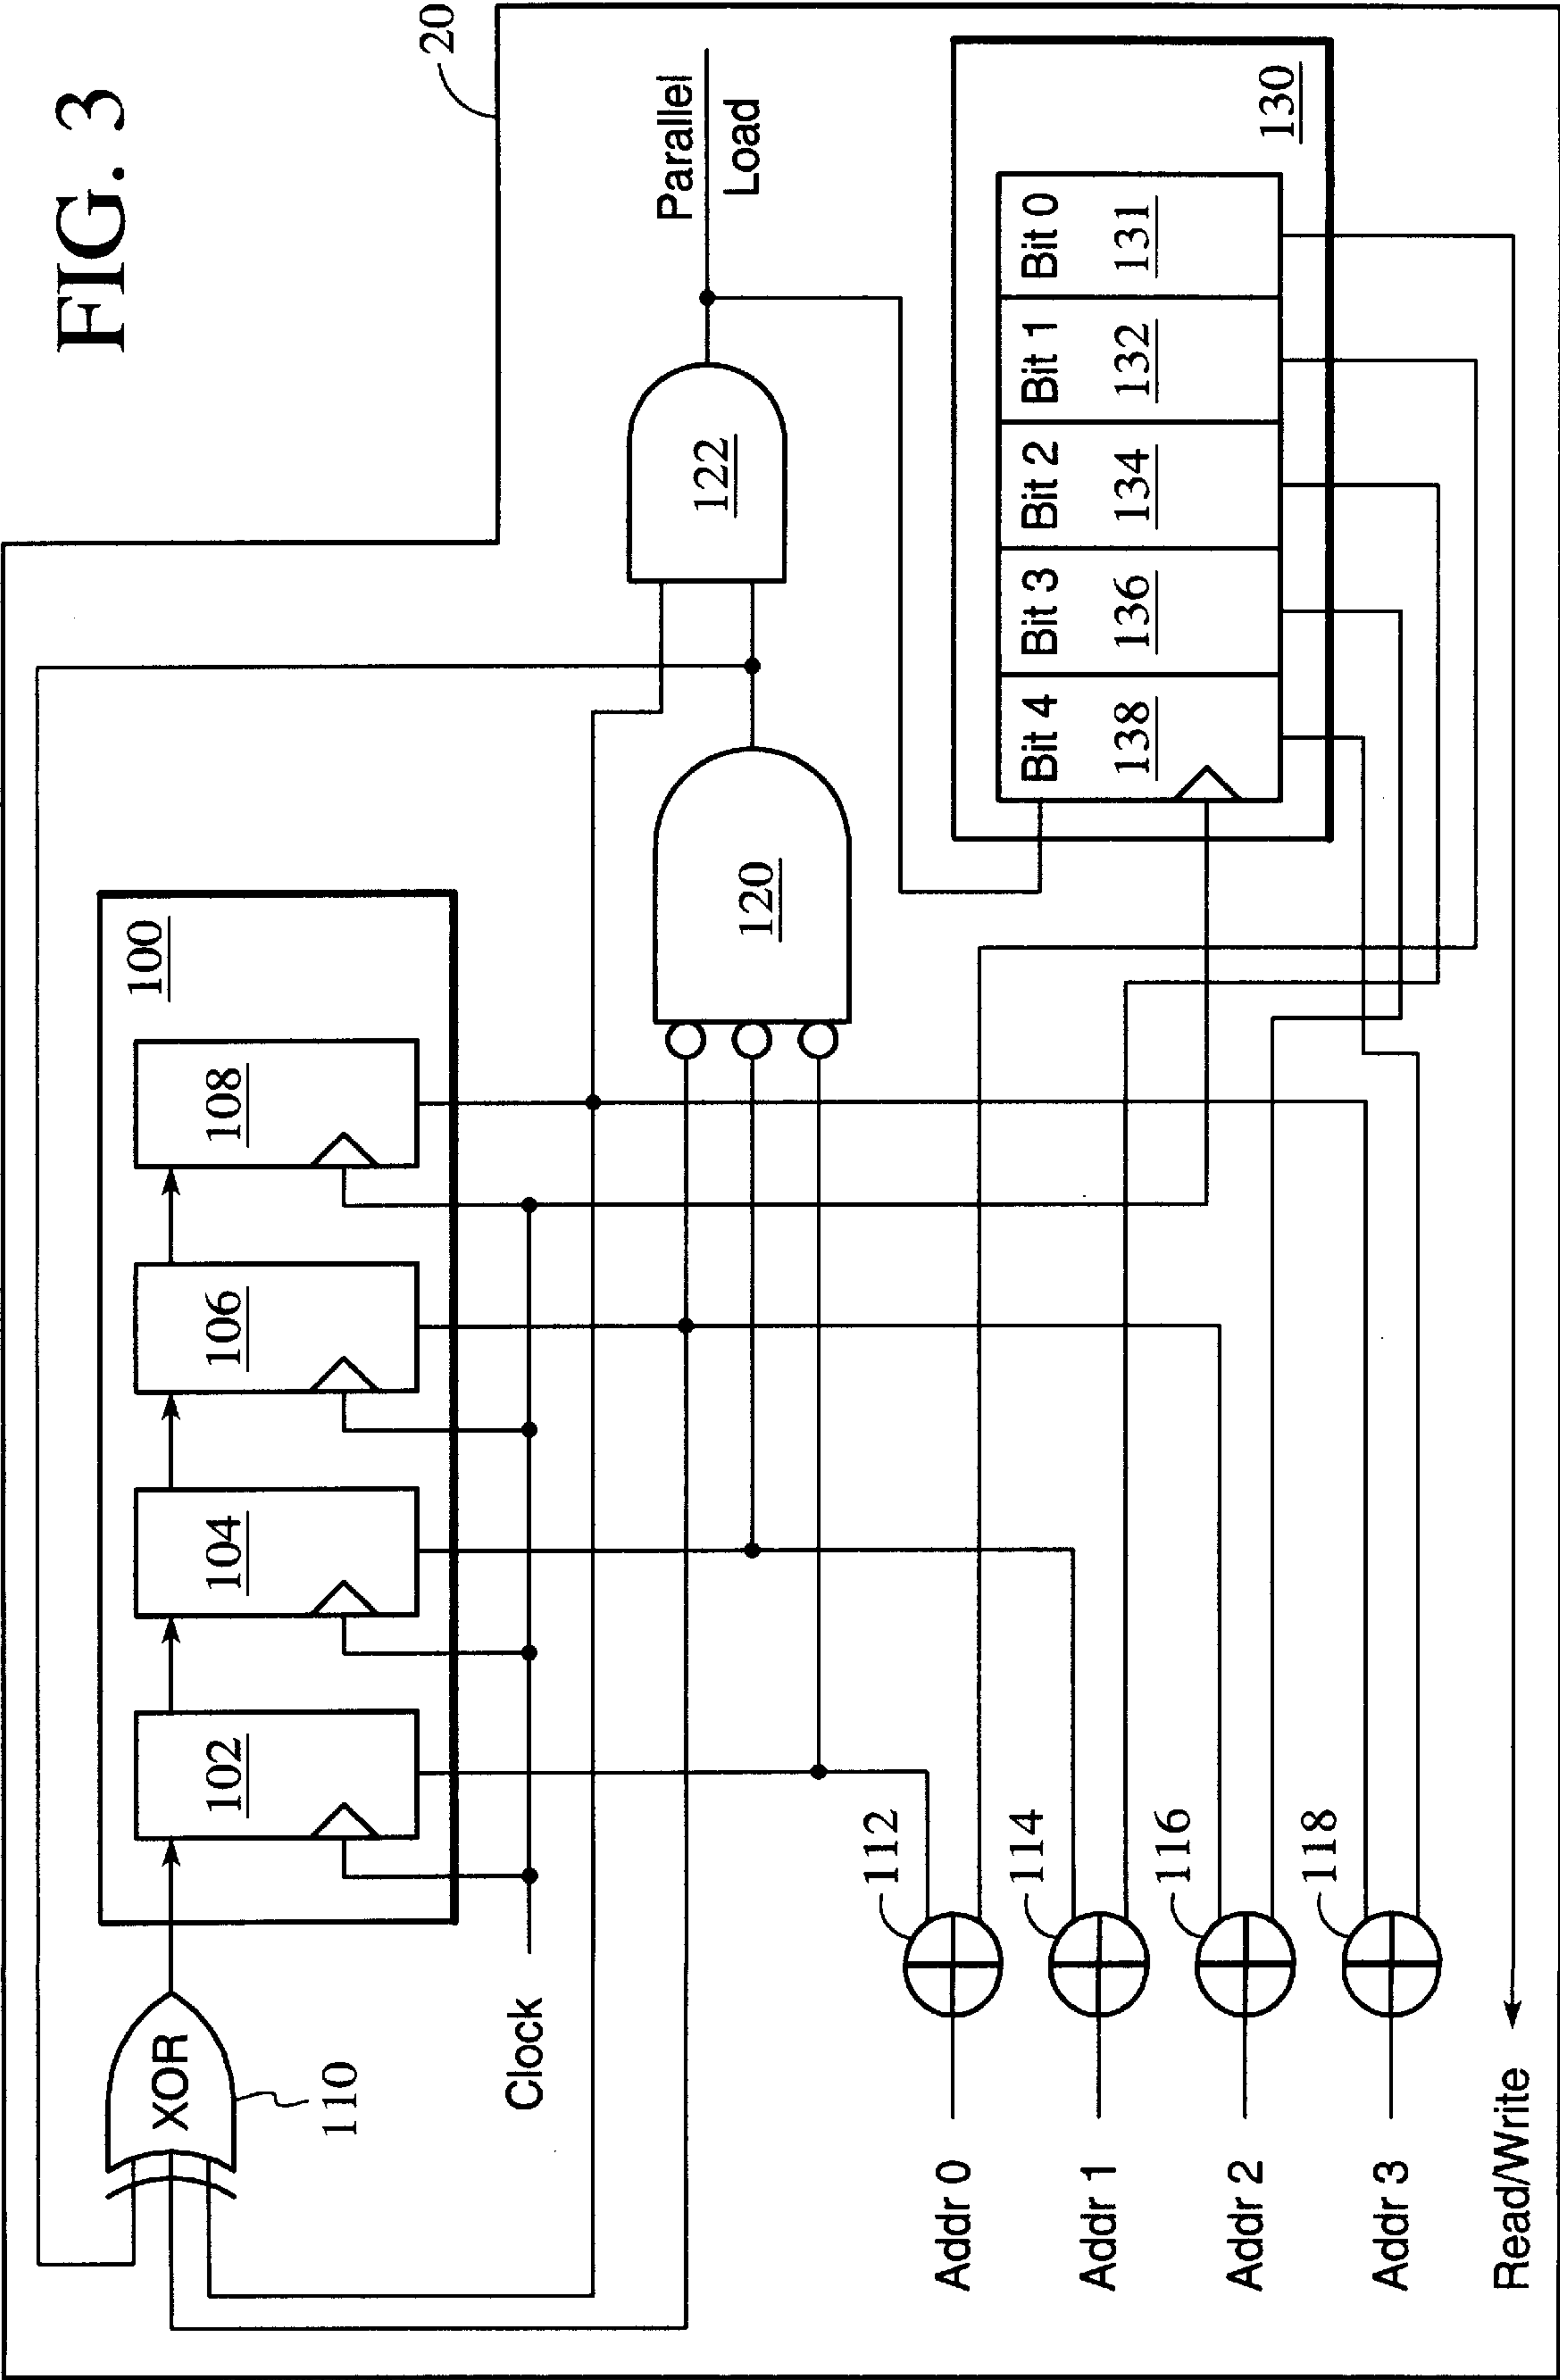 FIG. 3
20
XOR
110
100
102
104
106
108
Clock
120
122
Parallel
Load
112
114
116
118
Addr 0
Addr 1
Addr 2
Addr 3
Read/Write
Bit 4
138
Bit 3
136
Bit 2
134
Bit 1
132
Bit 0
131
130